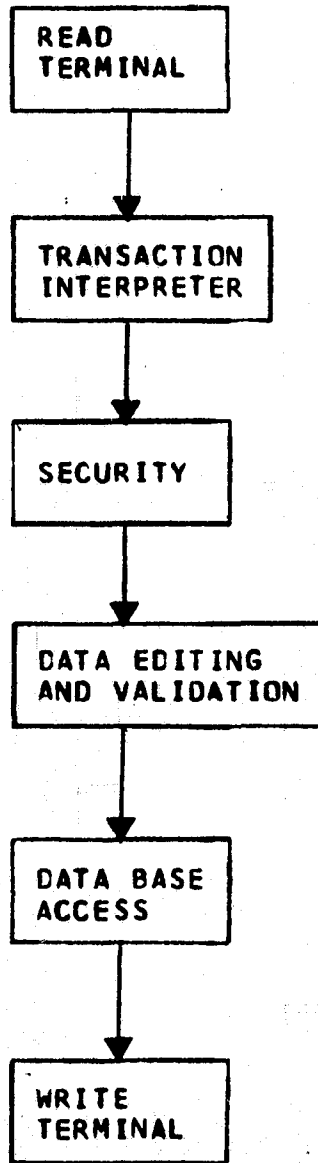 READ
TERMINAL
TRANSACTION
INTERPRETER
SECURITY
DATA EDITING
AND VALIDATION
DATA BASE
ACCESS
WRITE
TERMINAL